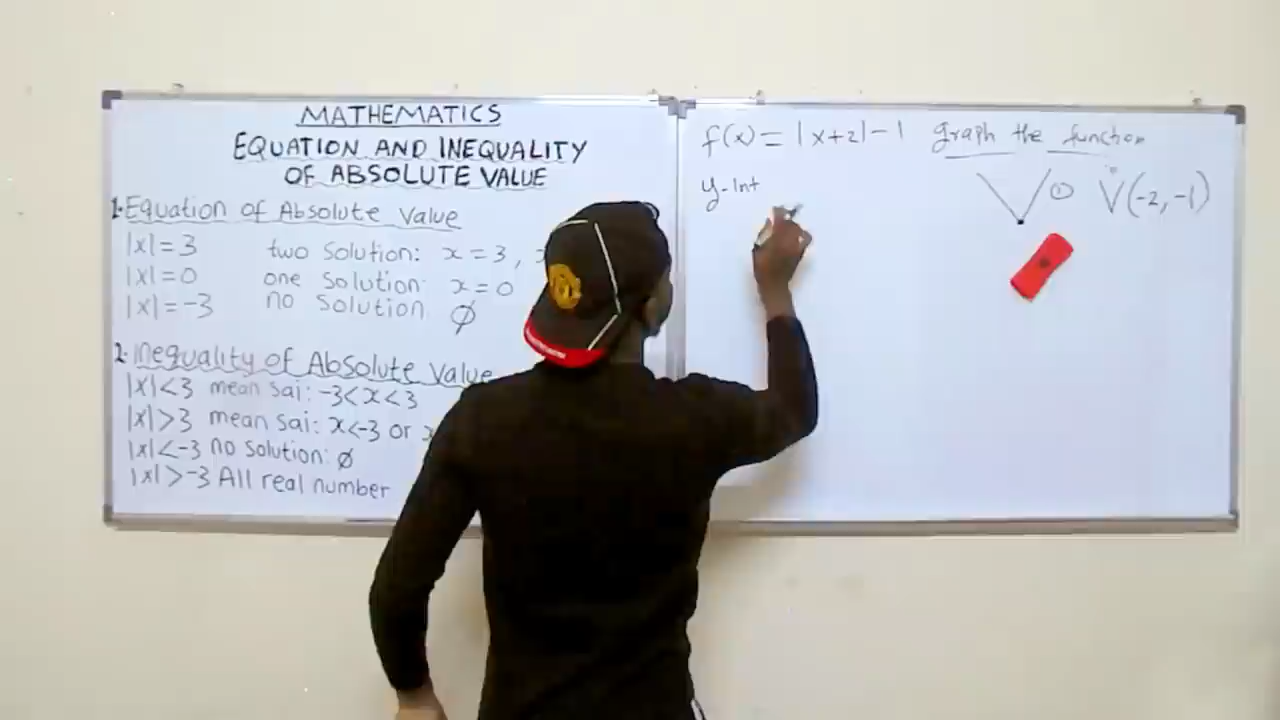 MATHEMATICS
EQUATION AND INEQUALITY
OF ABSOLUTE VALUE
1. Equation of Absolute Value
|x|=3 two solution: x=3,
|x|=0 one solution: x=0
|x|=-3 no solution ∅
2. Inequality of Absolute Value
|x|<3 mean sai: -3<x<3
|x|>3 mean sai: x<-3 or
|x|<-3 no solution: ∅
|x|>-3 All real number
f(x)=|x+2|-1 graph the function
y-Int
① V(-2,-1)